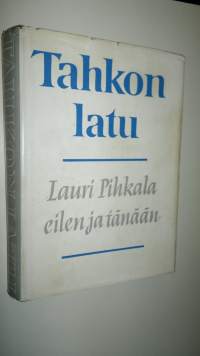 Tahkon
latu
Lauri Pihkala
eilen ja tänään